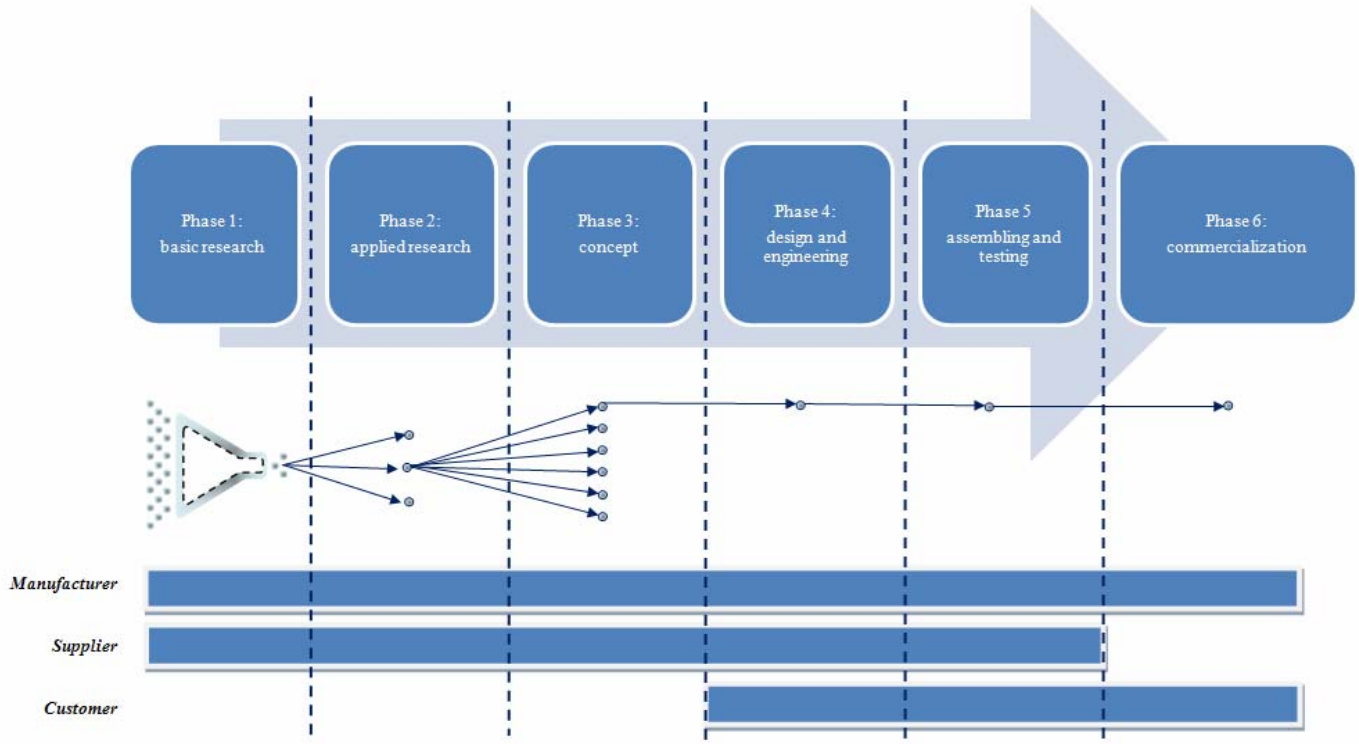 Phase 1:
basic research
Phase 2:
applied research
Phase 3:
concept
Phase 4:
design and
engineering
Phase 5
assembling and
testing
Phase 6:
commercialization
Manufacturer
Supplier
Customer